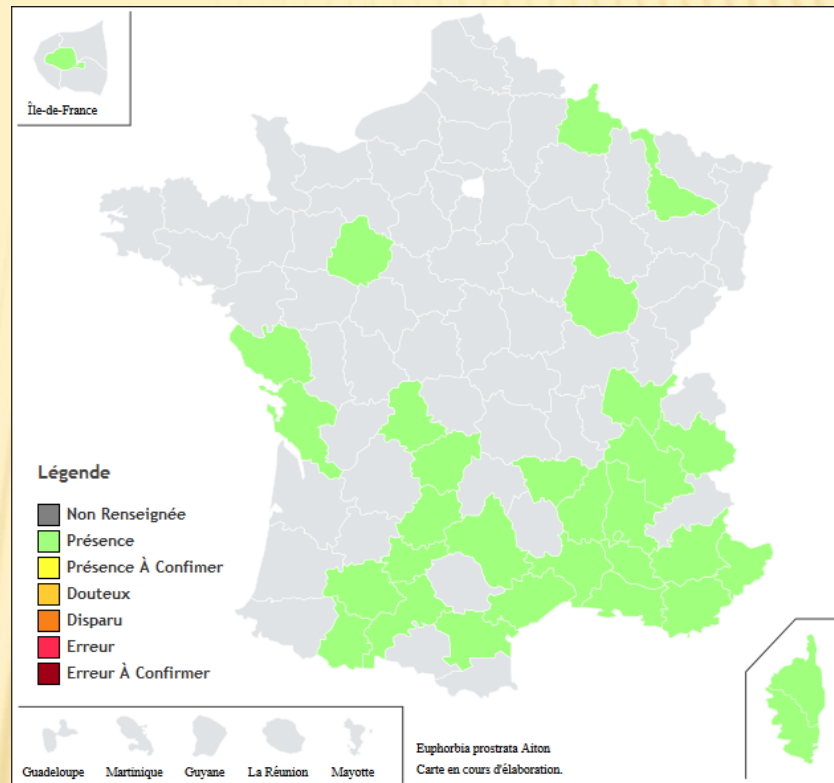 Île-de-France
Légende
Non Renseignée
Présence
Présence À Confimer
Douteux
Disparu
Erreur
Erreur À Confirmer
Guadeloupe Martinique Guyane La Réunion Mayotte
Euphorbia prostrata Aiton
Carte en cours d'élaboration.